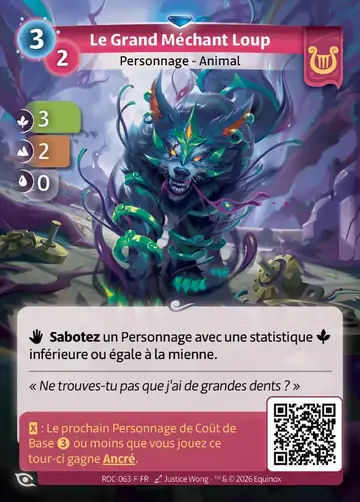 3
2
Le Grand Méchant Loup
Personnage - Animal
3
2
0
Sabotez un Personnage avec une statistique
inférieure ou égale à la mienne.
« Ne trouves-tu pas que j'ai de grandes dents ? »
X : Le prochain Personnage de Coût de
Base 3 ou moins que vous jouez ce
tour-ci gagne Ancré.
ROC-063-F-FR - Justice Wong - ™ & © 2026 Equinox